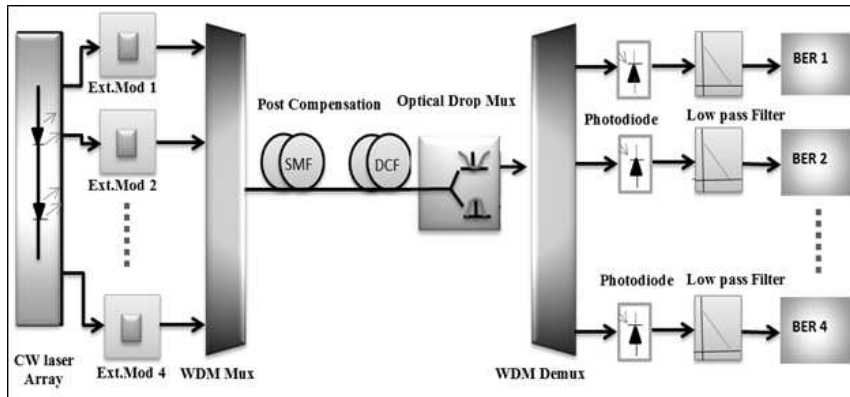 Ext.Mod 1
Ext.Mod 2
Ext.Mod 4
CW laser
Array
WDM Mux
Post Compensation
SMF
DCF
Optical Drop Mux
WDM Demux
Photodiode
Low pass Filter
Photodiode
Low pass Filter
BER 1
BER 2
BER 4